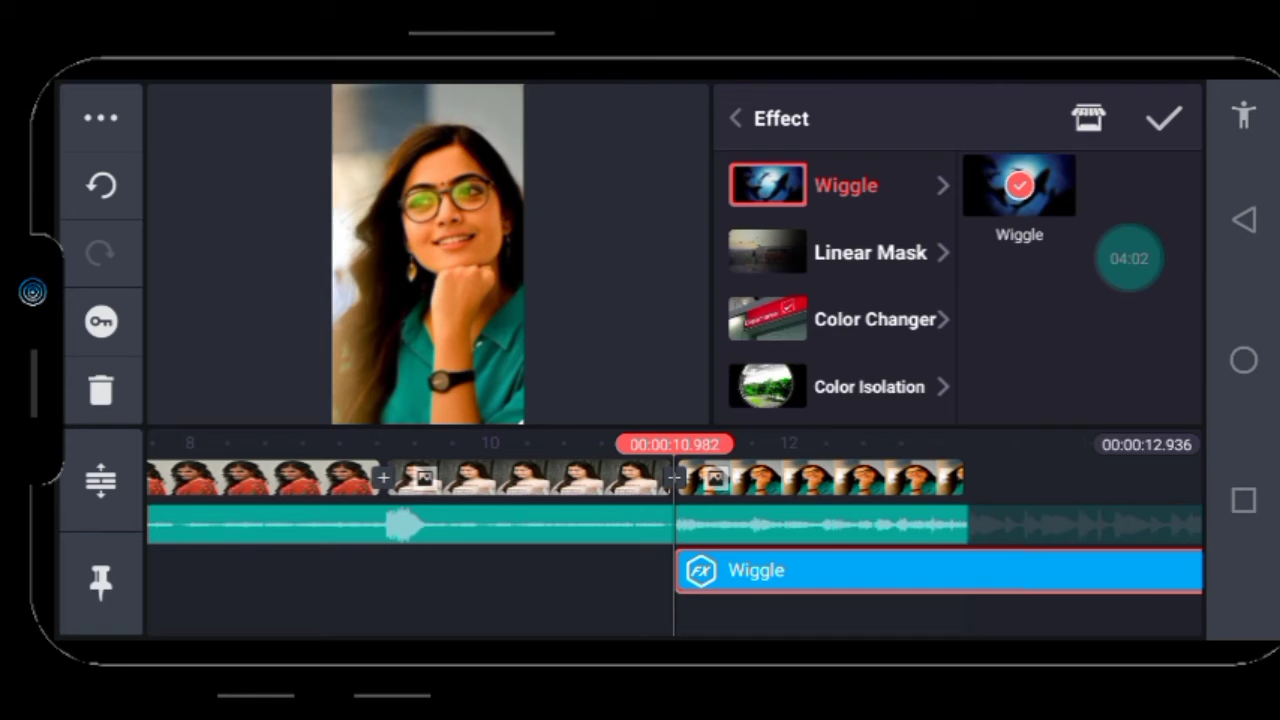 Effect
Wiggle
Linear Mask
Color Changer
Color Isolation
Wiggle
04:02
8
10
00:00:10.982
12
00:00:12.936
FX Wiggle